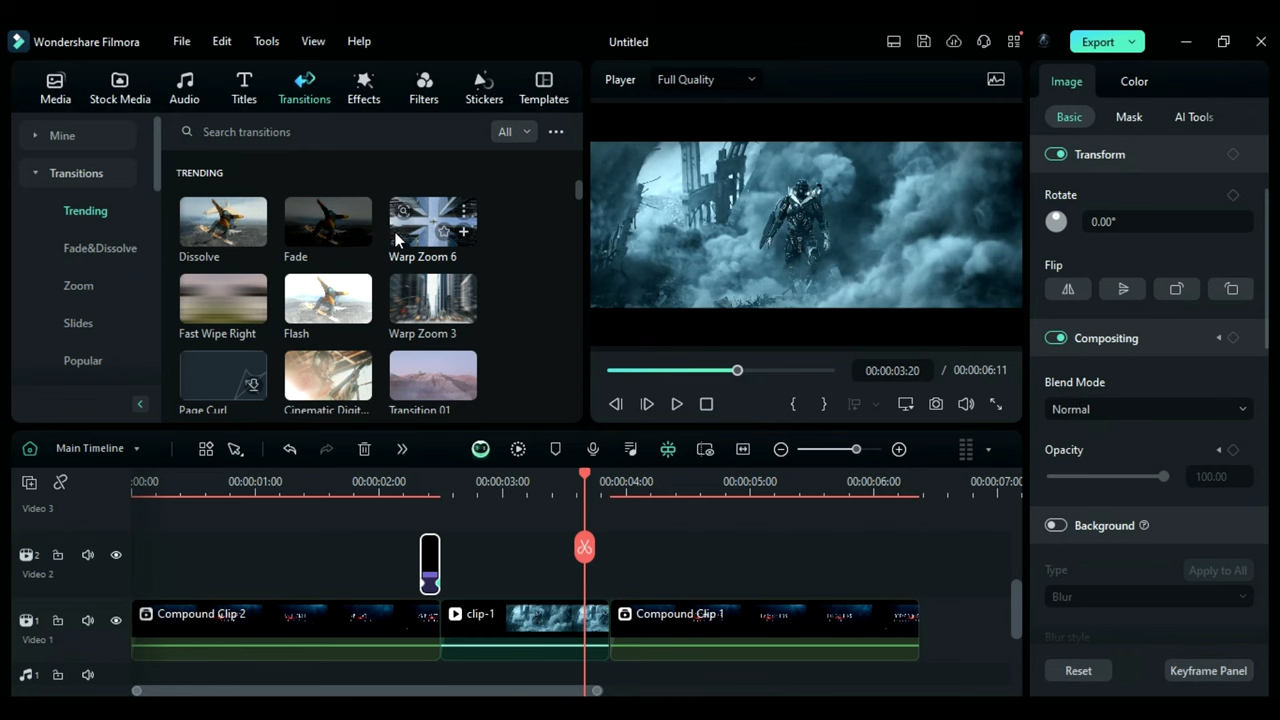 Wondershare Filmora
File
Edit
Tools
View
Help
Untitled
Export
Media
Stock Media
Audio
Titles
Transitions
Effects
Filters
Stickers
Templates
Mine
Transitions
Trending
Fade&Dissolve
Zoom
Slides
Popular
Search transitions
All
TRENDING
Dissolve
Fade
Warp Zoom 6
Fast Wipe Right
Flash
Warp Zoom 3
Page Curl
Cinematic Digit...
Transition 01
Player
Full Quality
00:00:03:20 / 00:00:06:11
Image
Color
Basic
Mask
AI Tools
Transform
Rotate
0.00°
Flip
Compositing
Blend Mode
Normal
Opacity
100.00
Background
Type
Apply to All
Blur
Blur style
Reset
Keyframe Panel
Main Timeline
:00:00
00:00:01:00
00:00:02:00
00:00:03:00
00:00:04:00
00:00:05:00
00:00:06:00
00:00:07:00
Video 3
2
Video 2
1
Video 1
Compound Clip 2
clip-1
Compound Clip 1
1